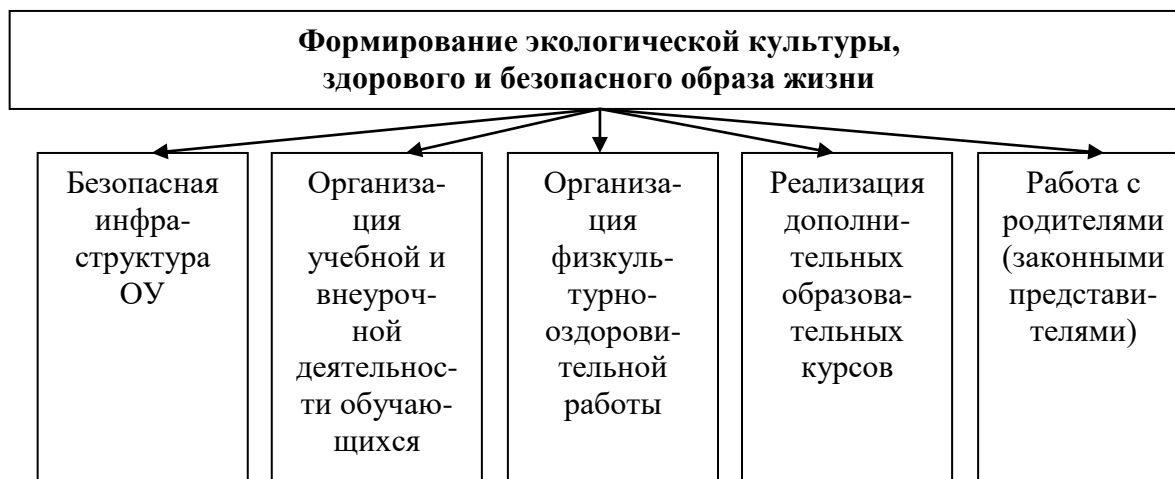 Формирование экологической культуры,
здорового и безопасного образа жизни
Безопасная
инфра-
структура
ОУ
Организа-
ция
учебной и
внеуроч-
ной
деятельнос-
ти обучаю-
щихся
Организа-
ция
физкуль-
турно-
оздорови-
тельной
работы
Реализация
дополни-
тельных
образова-
тельных
курсов
Работа с
родителями
(законными
представи-
телями)